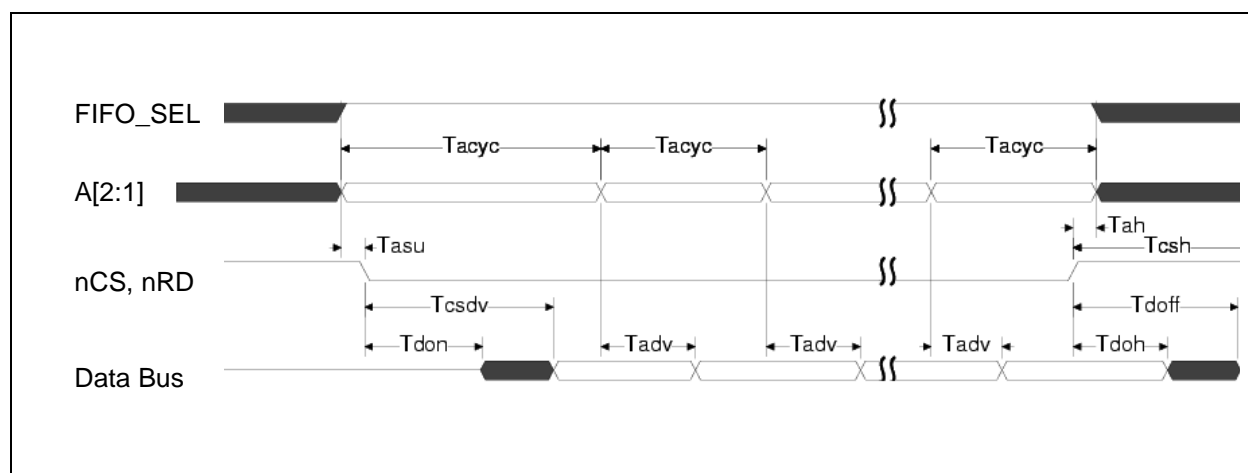 FIFO_SEL
Tacyc Tacyc Tacyc
A[2:1]
Tasu Tah
Tcsh
nCS, nRD
Tcsdv Tdoff
Tdon Tadv Tadv Tadv Tdoh
Data Bus